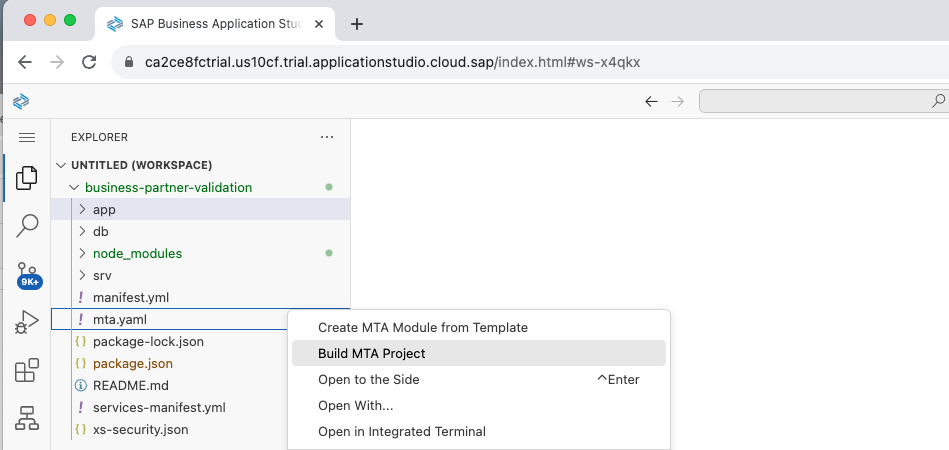 SAP Business Application Stud
ca2ce8fctrial.us10cf.trial.applicationstudio.cloud.sap/index.html#ws-x4qkx
EXPLORER
UNTITLED (WORKSPACE)
business-partner-validation
app
db
node_modules
srv
manifest.yml
mta.yaml
package-lock.json
package.json
README.md
services-manifest.yml
xs-security.json
9K+
Create MTA Module from Template
Build MTA Project
Open to the Side ^Enter
Open With...
Open in Integrated Terminal